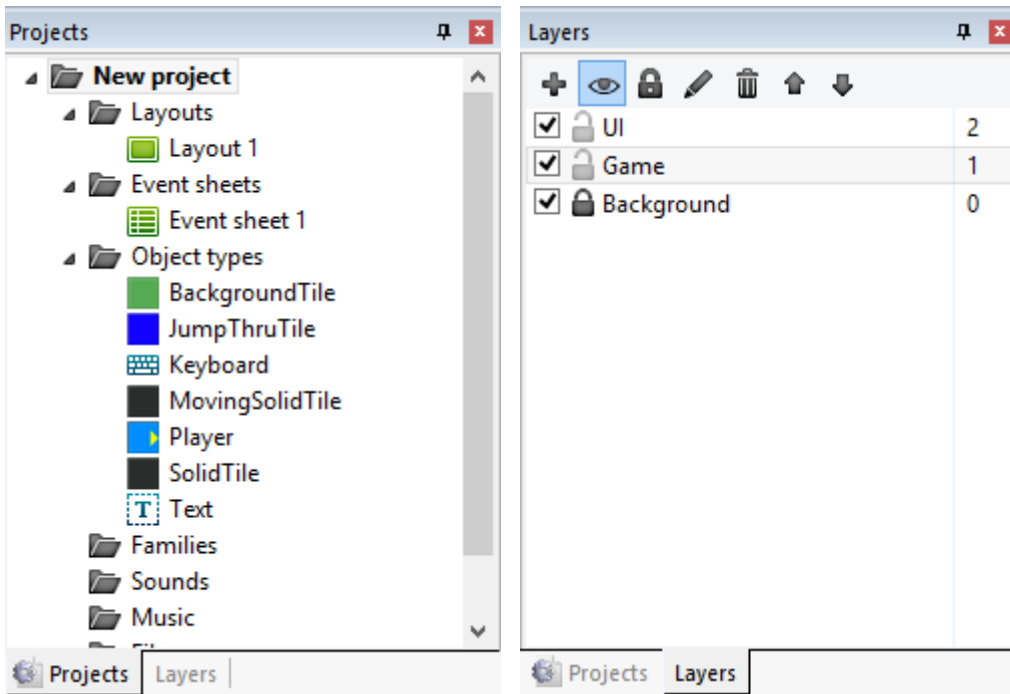 Projects
New project
Layouts
Layout 1
Event sheets
Event sheet 1
Object types
BackgroundTile
JumpThruTile
Keyboard
MovingSolidTile
Player
SolidTile
T Text
Families
Sounds
Music
Projects Layers
Layers
UI 2
Game 1
Background 0
Projects Layers